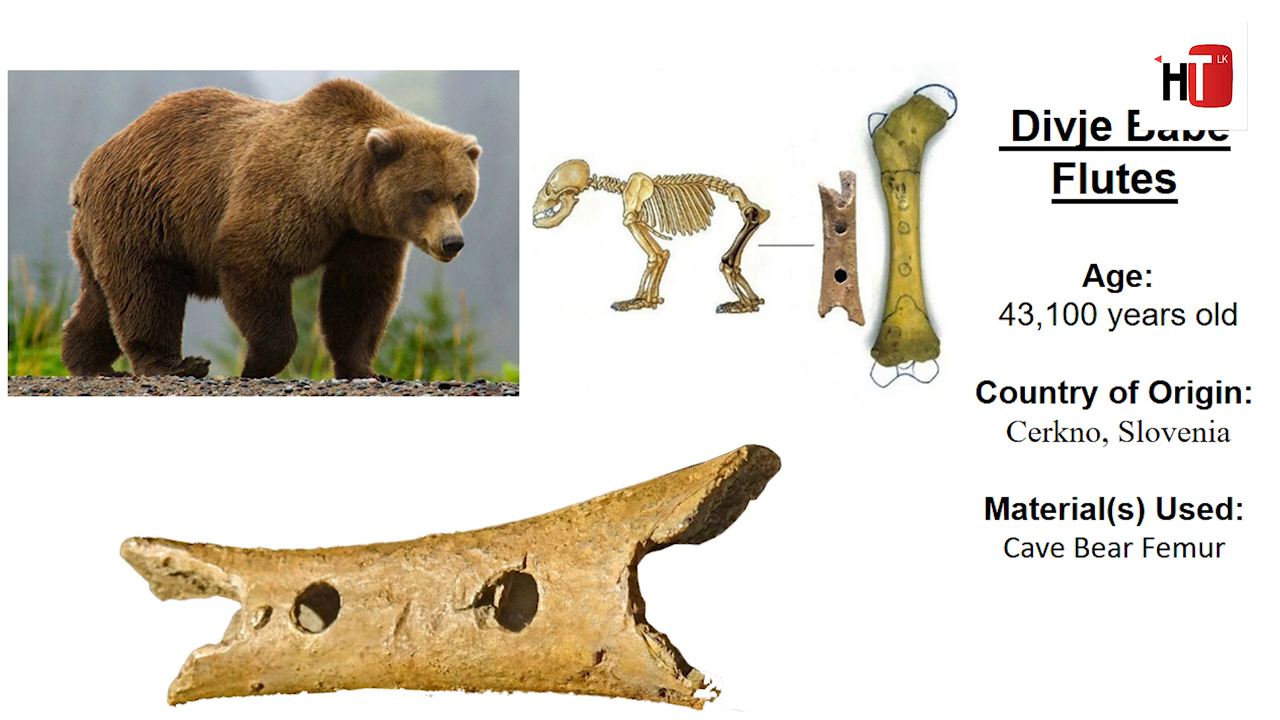 HT LK
Divje Babe
Flutes
Age:
43,100 years old
Country of Origin:
Cerkno, Slovenia
Material(s) Used:
Cave Bear Femur